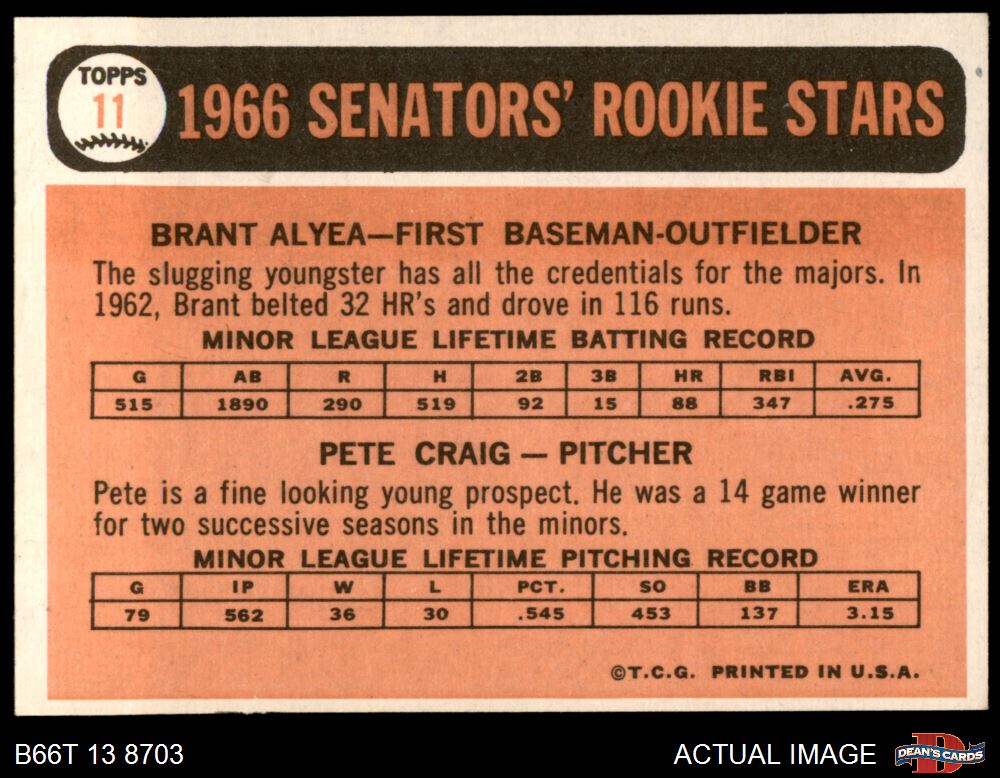 TOPPS
11
1966 SENATORS' ROOKIE STARS
BRANT ALYEA—FIRST BASEMAN-OUTFIELDER
The slugging youngster has all the credentials for the majors. In
1962, Brant belted 32 HR's and drove in 116 runs.
MINOR LEAGUE LIFETIME BATTING RECORD
G AB R H 2B 3B HR RBI AVG.
515 1890 290 519 92 15 88 347 .275
PETE CRAIG — PITCHER
Pete is a fine looking young prospect. He was a 14 game winner
for two successive seasons in the minors.
MINOR LEAGUE LIFETIME PITCHING RECORD
G IP W L PCT. SO BB ERA
79 562 36 30 .545 453 137 3.15
©T.C.G. PRINTED IN U.S.A.
B66T 13 8703
ACTUAL IMAGE
DEAN'S CARDS